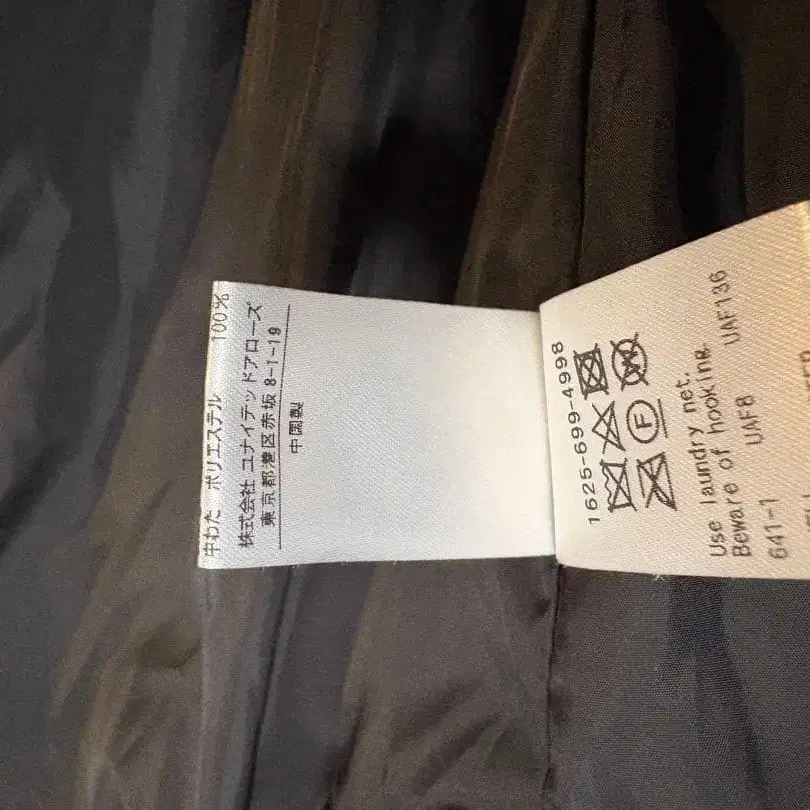 中わた ポリエステル 100%
株式会社 ユナイテッドアローズ
東京都港区赤坂 8-1-19
中国製
1625-699-4998
F
W
Use laundry net.
Beware of hooking.
641-1 UAF8 UAF136